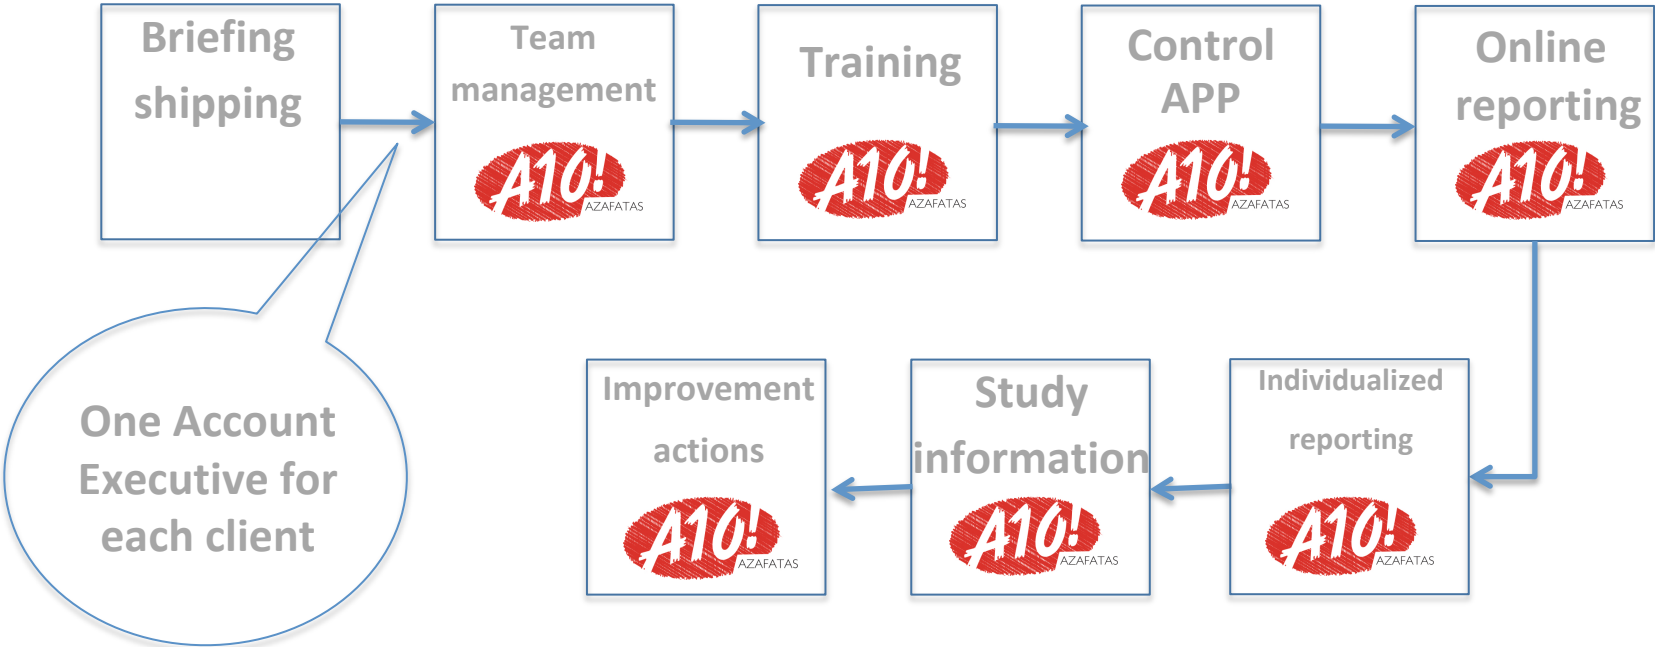 Briefing
shipping
Team
management
A10!
AZAFATAS
Training
A10!
AZAFATAS
Control
APP
A10!
AZAFATAS
Online
reporting
A10!
AZAFATAS
One Account
Executive for
each client
Improvement
actions
A10!
AZAFATAS
Study
information
A10!
AZAFATAS
Individualized
reporting
A10!
AZAFATAS